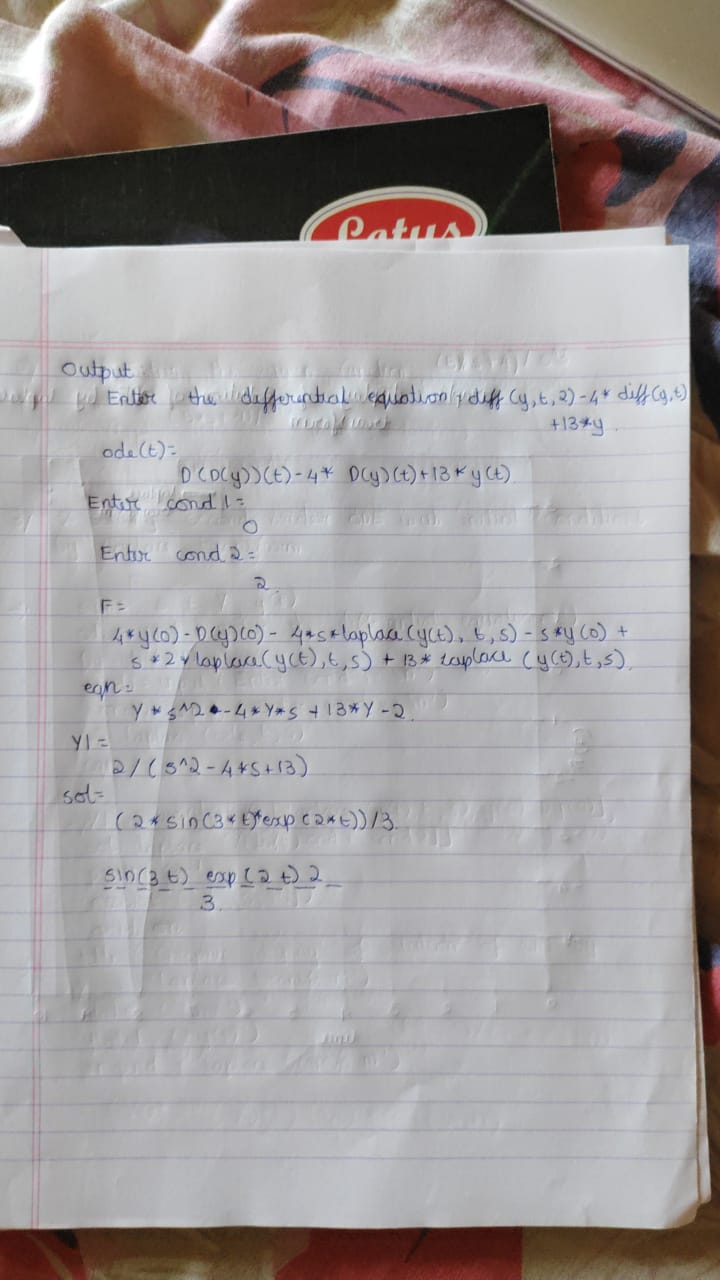 Lotus
Output
Enter the differential equation: diff (y,t,2)-4* diff(y,t)
+13*y
ode(t)=
D(D(y))(t)-4* D(y)(t)+13*y(t)
Enter cond 1=
0
Enter cond 2=
2.
F=
4*y(0)-D(y)(0)- 4*s*laplace(y(t), t,s)-s*y(0) +
s*2*laplace(y(t),t,s) + 13* laplace (y(t),t,s).
eqn=
Y*s^2-4*Y*s+13*Y-2.
Y1=
2/(s^2-4*s+13)
sol=
(2*sin(3*t)*exp(2*t))/3.
sin(3 t) exp(2 t) 2
3.